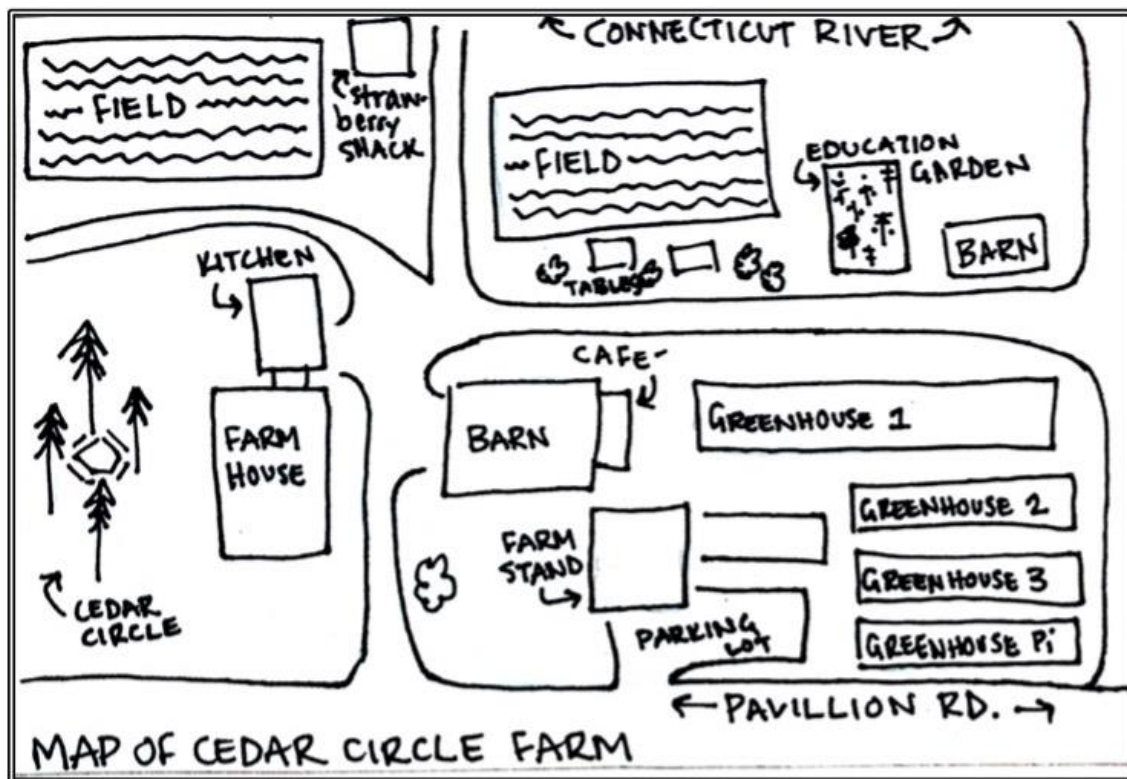 ← CONNECTICUT RIVER →
FIELD
straw-
berry
SHACK
FIELD
EDUCATION
GARDEN
BARN
TABLES
KITCHEN
CAFE
FARM
HOUSE
BARN
GREENHOUSE 1
GREENHOUSE 2
FARM
STAND
GREENHOUSE 3
GREENHOUSE Pi
PARKING
LOT
CEDAR
CIRCLE
← PAVILLION RD. →
MAP OF CEDAR CIRCLE FARM